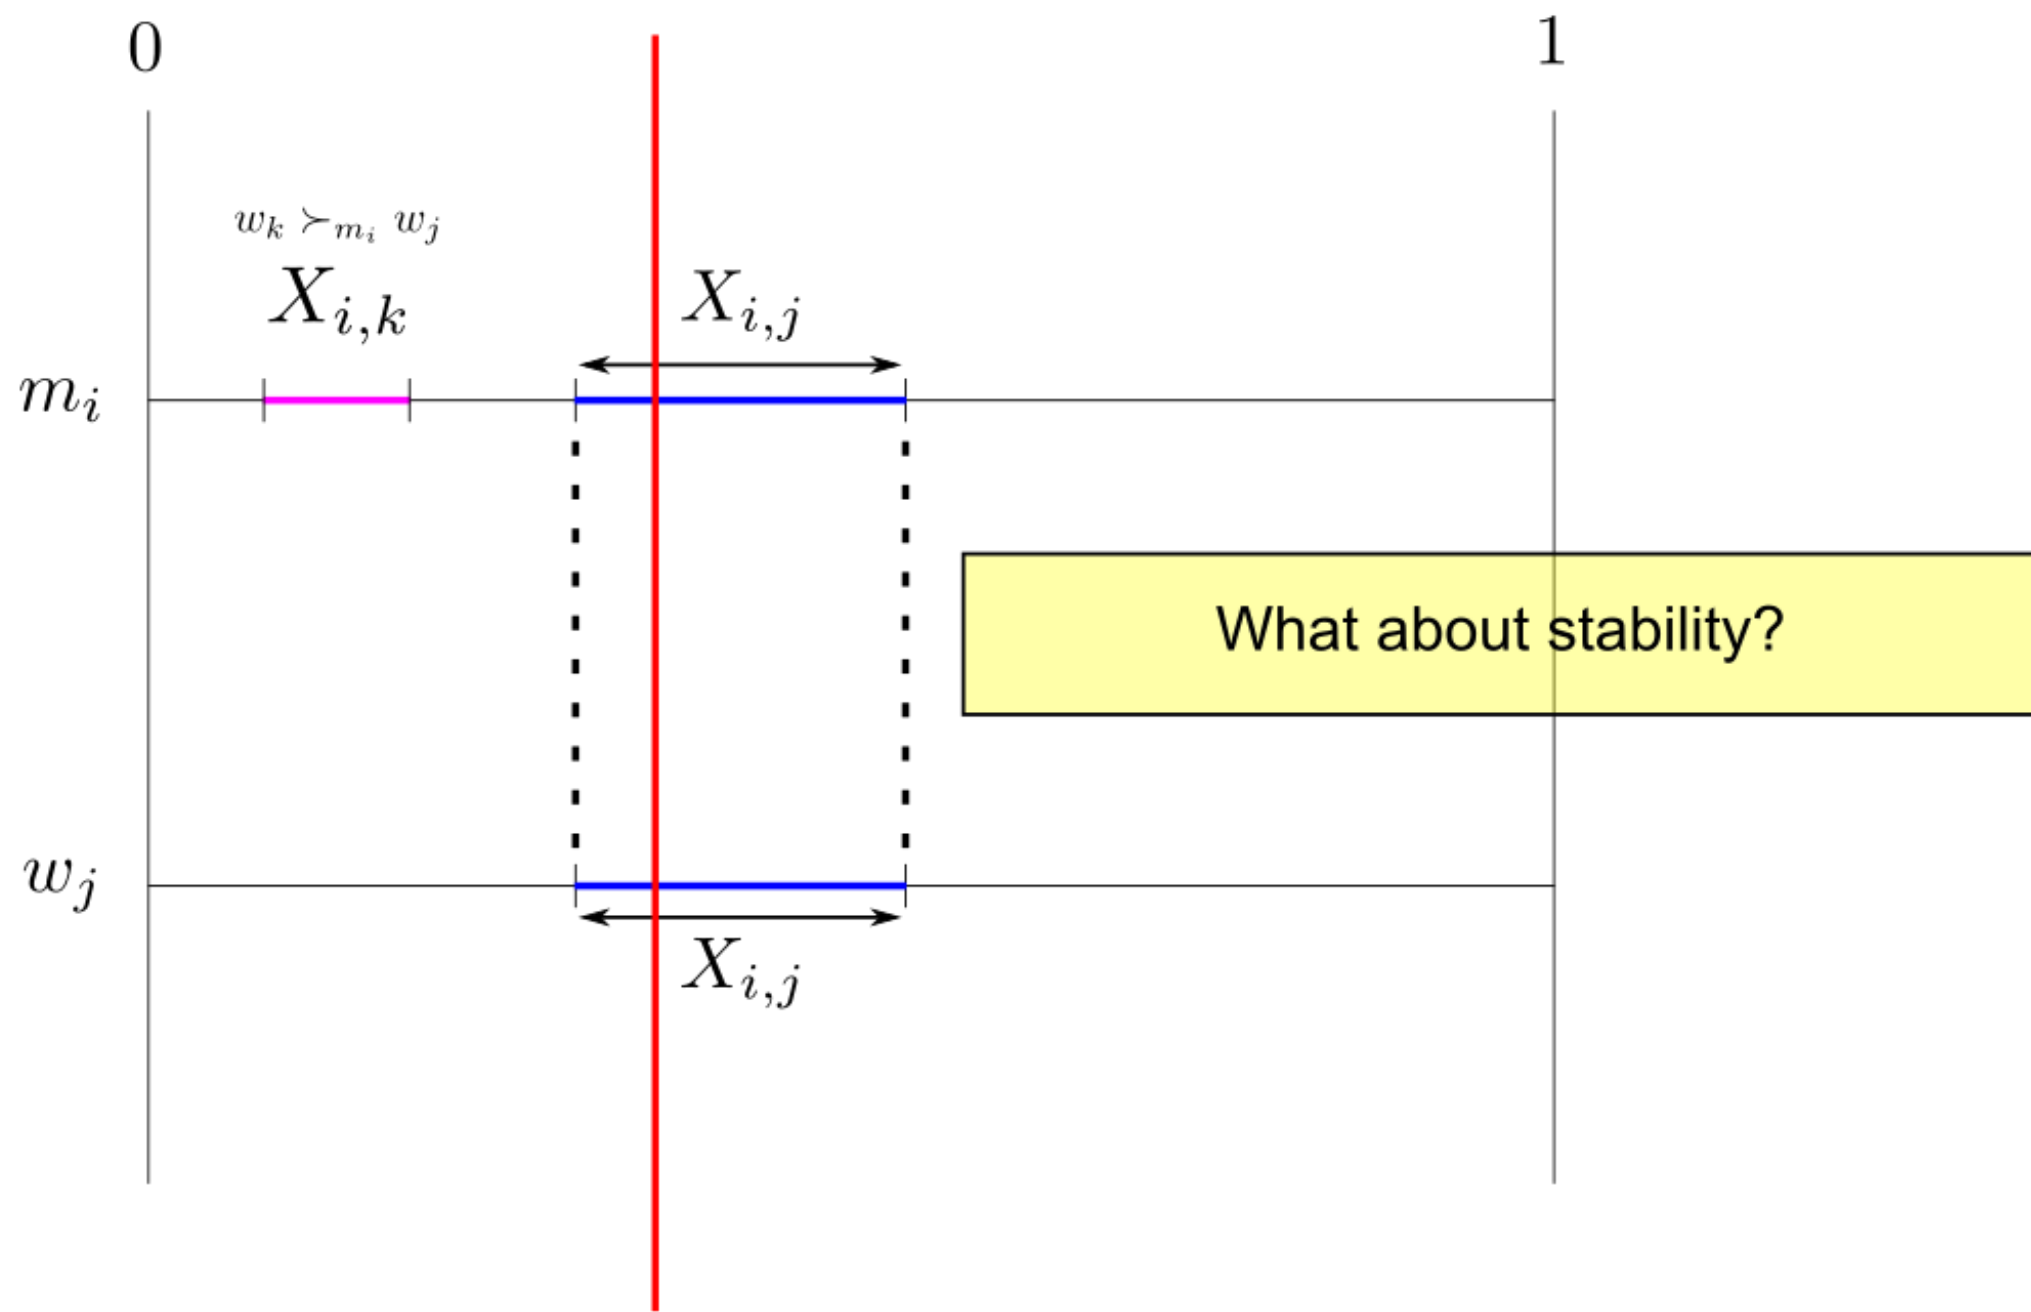 0 1
w_k ≻_{m_i} w_j
X_{i,k} X_{i,j}
m_i
What about stability?
w_j
X_{i,j}